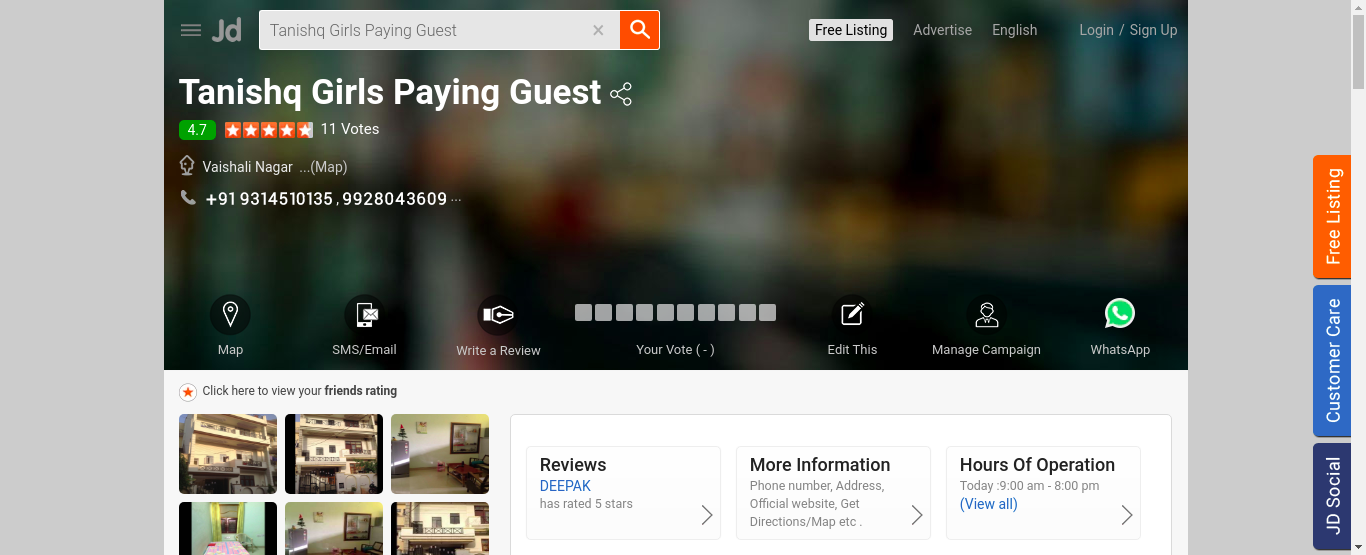 Jd
Tanishq Girls Paying Guest
Free Listing
Advertise
English
Login / Sign Up
Tanishq Girls Paying Guest
4.7
11 Votes
Vaishali Nagar ...(Map)
+91 9314510135 , 9928043609 ...
Map
SMS/Email
Write a Review
Your Vote ( - )
Edit This
Manage Campaign
WhatsApp
Click here to view your friends rating
Reviews
DEEPAK
has rated 5 stars
More Information
Phone number, Address,
Official website, Get
Directions/Map etc .
Hours Of Operation
Today :9:00 am - 8:00 pm
(View all)
Free Listing
Customer Care
JD Social